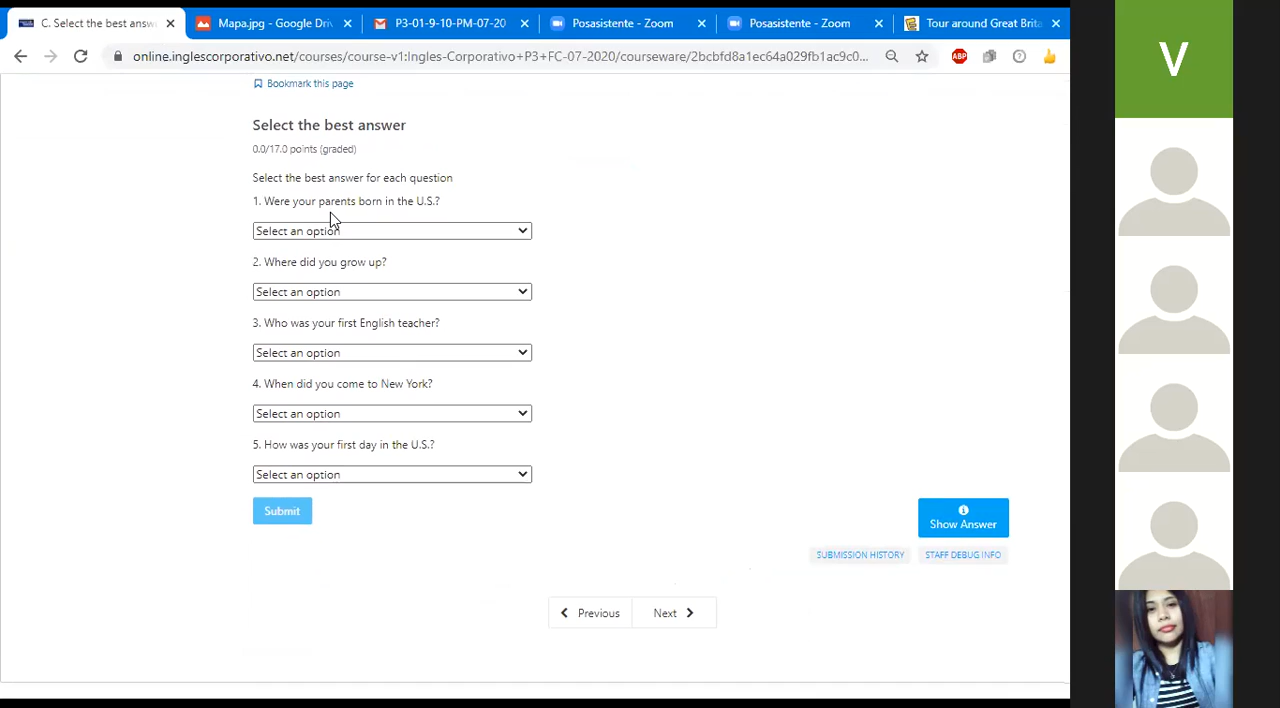 C. Select the best answ
Mapa.jpg - Google Driv
P3-01-9-10-PM-07-20
Posasistente - Zoom
Posasistente - Zoom
Tour around Great Brita
online.inglescorporativo.net/courses/course-v1:Ingles-Corporativo+P3+FC-07-2020/courseware/2bcbfd8a1ec64a029fb1ac9c0...
ABP
V
Bookmark this page
Select the best answer
0.0/17.0 points (graded)
Select the best answer for each question
1. Were your parents born in the U.S.?
Select an option
2. Where did you grow up?
Select an option
3. Who was your first English teacher?
Select an option
4. When did you come to New York?
Select an option
5. How was your first day in the U.S.?
Select an option
Submit
Show Answer
SUBMISSION HISTORY
STAFF DEBUG INFO
Previous
Next